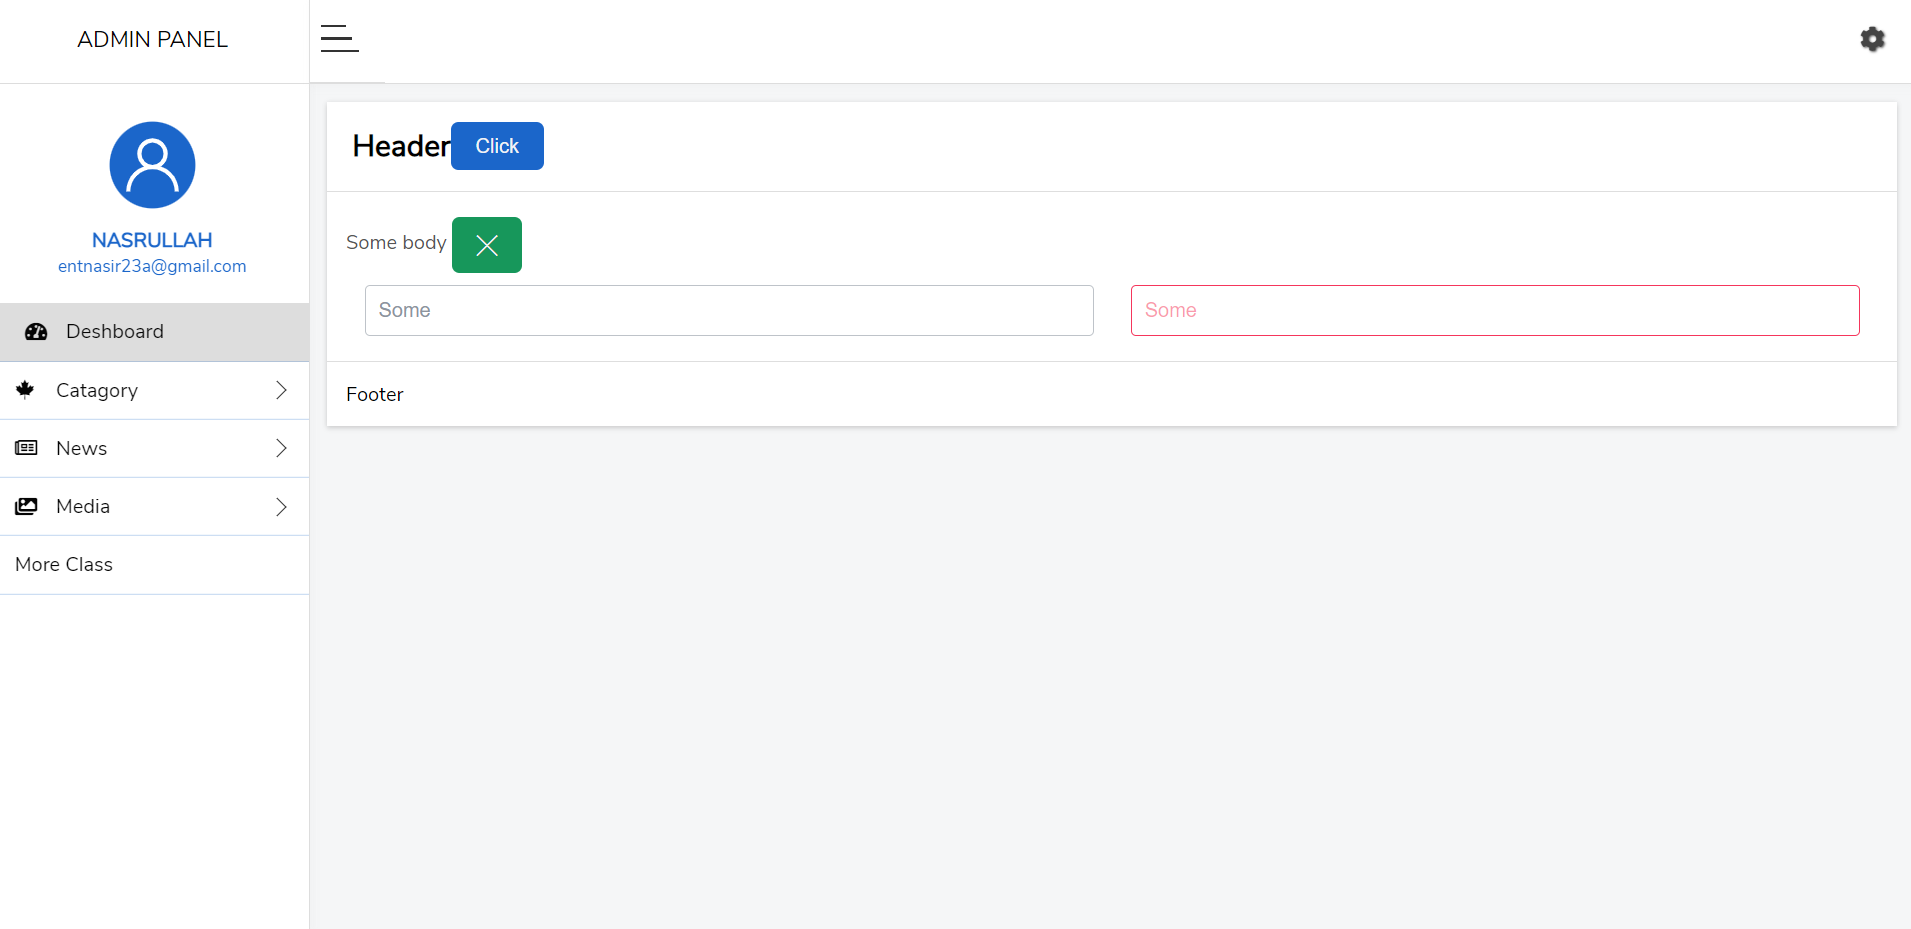 ADMIN PANEL
NASRULLAH
entnasir23a@gmail.com
Deshboard
Catagory
News
Media
More Class
Header Click
Some body
Some Some
Footer